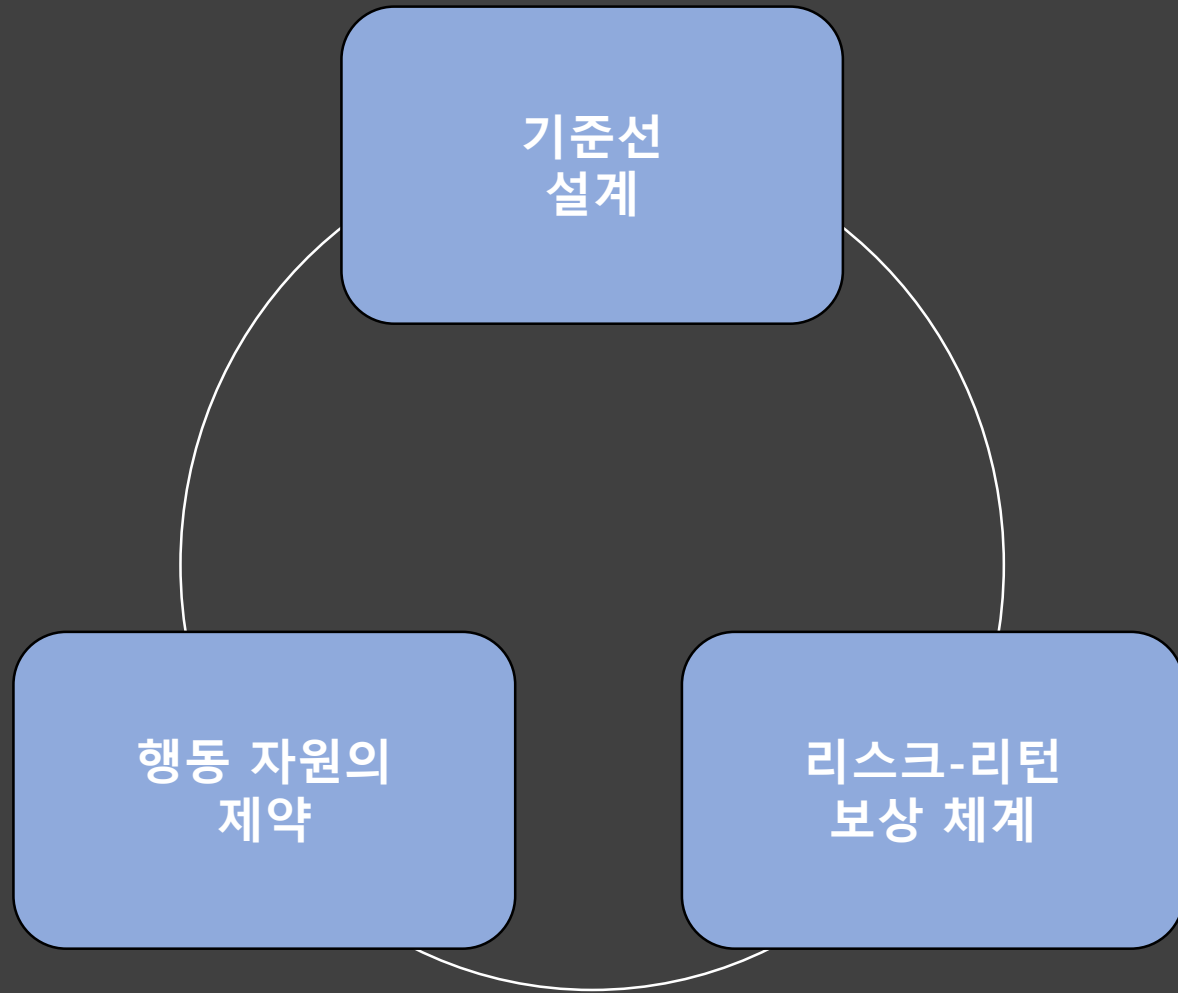 기준선
설계
행동 자원의
제약
리스크-리턴
보상 체계